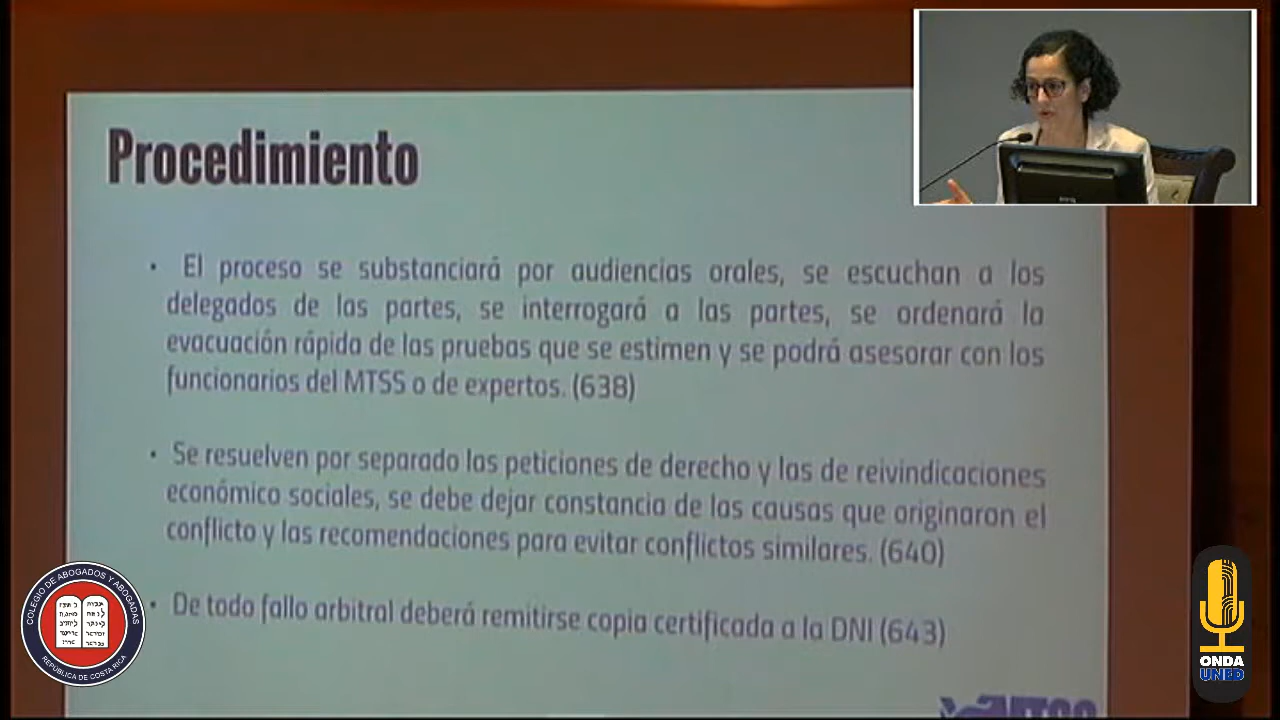 Procedimiento
• El proceso se substanciará por audiencias orales, se escuchan a los
delegados de las partes, se interrogará a las partes, se ordenará la
evacuación rápida de las pruebas que se estimen y se podrá asesorar con los
funcionarios del MTSS o de expertos. (638)
• Se resuelven por separado las peticiones de derecho y las de reivindicaciones
económico sociales, se debe dejar constancia de las causas que originaron el
conflicto y las recomendaciones para evitar conflictos similares. (640)
• De todo fallo arbitral deberá remitirse copia certificada a la DNI (643)
MTSS
COLEGIO DE ABOGADOS Y ABOGADAS
REPÚBLICA DE COSTA RICA
ONDA
UNED